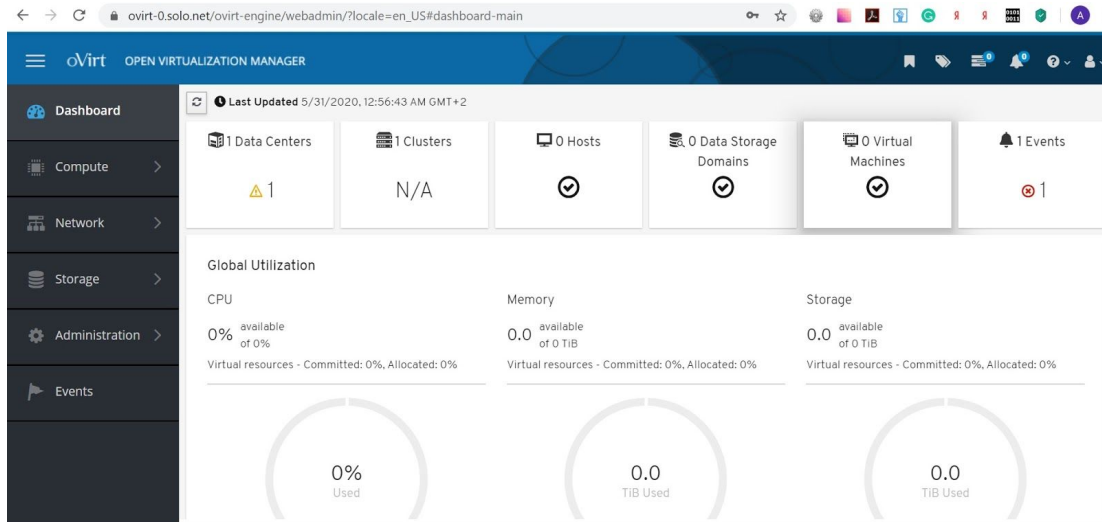 ovirt-0.solo.net/ovirt-engine/webadmin/?locale=en_US#dashboard-main
G
Я
Я
0101
0011
A
oVirt OPEN VIRTUALIZATION MANAGER
0
0
?
Dashboard
Compute
Network
Storage
Administration
Events
Last Updated 5/31/2020, 12:56:43 AM GMT+2
1 Data Centers
1
1 Clusters
N/A
0 Hosts
0 Data Storage
Domains
0 Virtual
Machines
1 Events
1
Global Utilization
CPU
0% available
of 0%
Virtual resources - Committed: 0%, Allocated: 0%
0%
Used
Memory
0.0 available
of 0 TiB
Virtual resources - Committed: 0%, Allocated: 0%
0.0
TiB Used
Storage
0.0 available
of 0 TiB
Virtual resources - Committed: 0%, Allocated: 0%
0.0
TiB Used